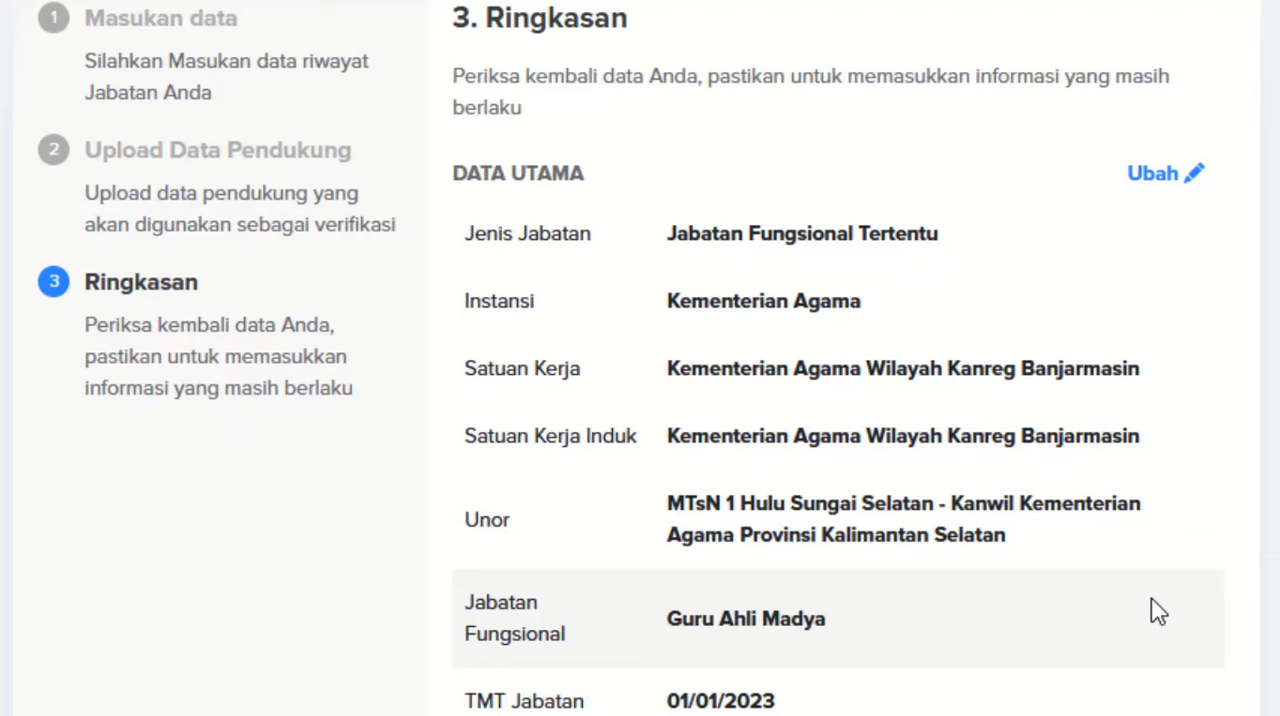 1 Masukan data
Silahkan Masukan data riwayat
Jabatan Anda
2 Upload Data Pendukung
Upload data pendukung yang
akan digunakan sebagai verifikasi
3 Ringkasan
Periksa kembali data Anda,
pastikan untuk memasukkan
informasi yang masih berlaku
3. Ringkasan
Periksa kembali data Anda, pastikan untuk memasukkan informasi yang masih
berlaku
DATA UTAMA Ubah
Jenis Jabatan Jabatan Fungsional Tertentu
Instansi Kementerian Agama
Satuan Kerja Kementerian Agama Wilayah Kanreg Banjarmasin
Satuan Kerja Induk Kementerian Agama Wilayah Kanreg Banjarmasin
Unor MTsN 1 Hulu Sungai Selatan - Kanwil Kementerian
Agama Provinsi Kalimantan Selatan
Jabatan
Fungsional Guru Ahli Madya
TMT Jabatan 01/01/2023